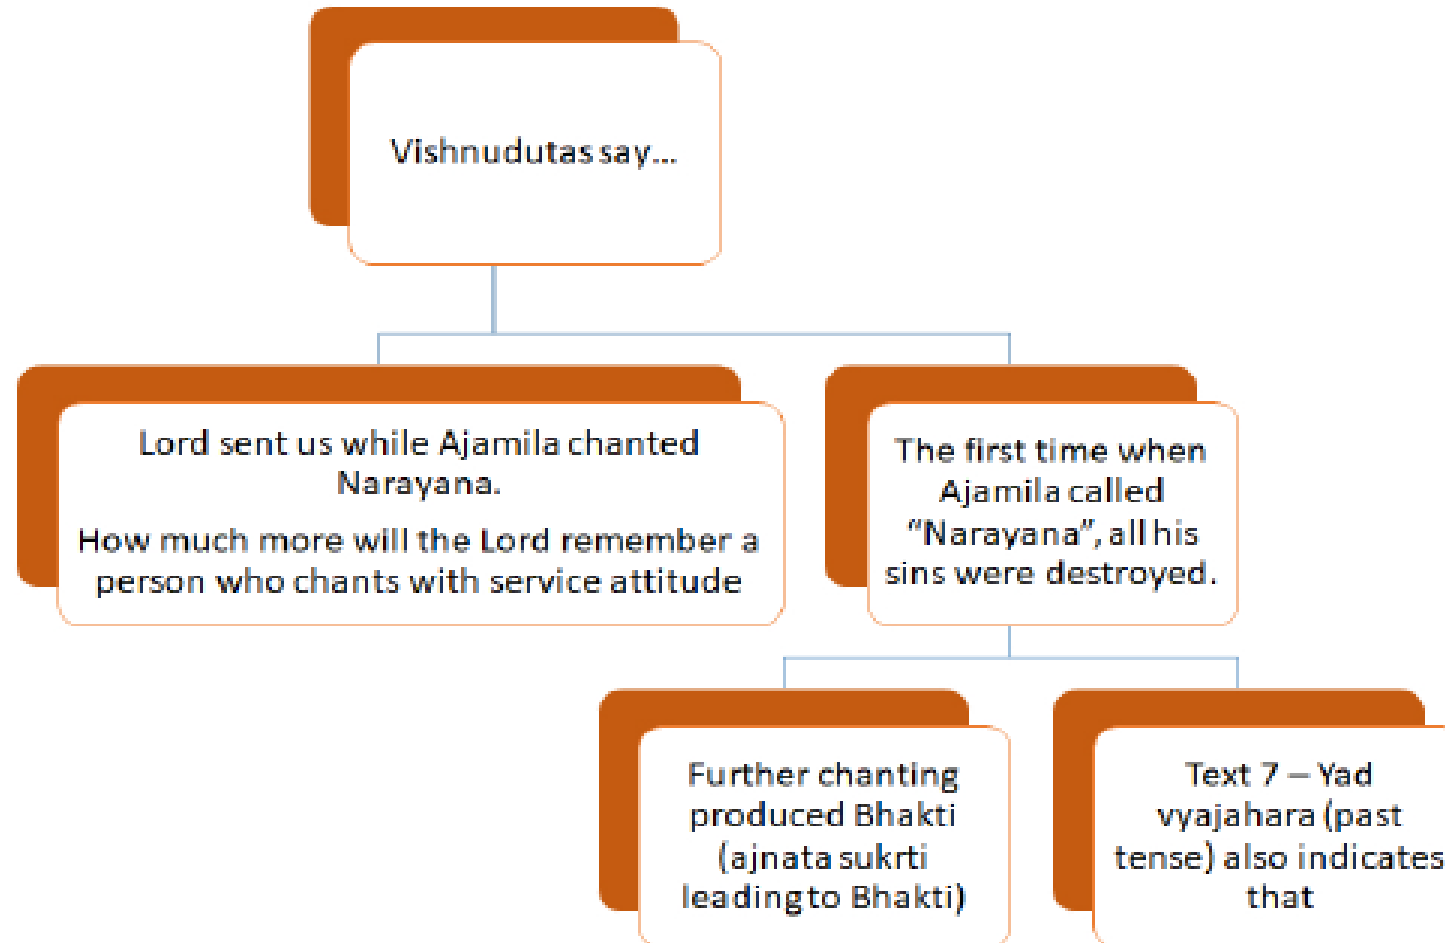 Vishnudutas say...
Lord sent us while Ajamila chanted
Narayana.
How much more will the Lord remember a
person who chants with service attitude
The first time when
Ajamila called
“Narayana”, all his
sins were destroyed.
Further chanting
produced Bhakti
(ajnata sukrti
leading to Bhakti)
Text 7 – Yad
vyajahara (past
tense) also indicates
that